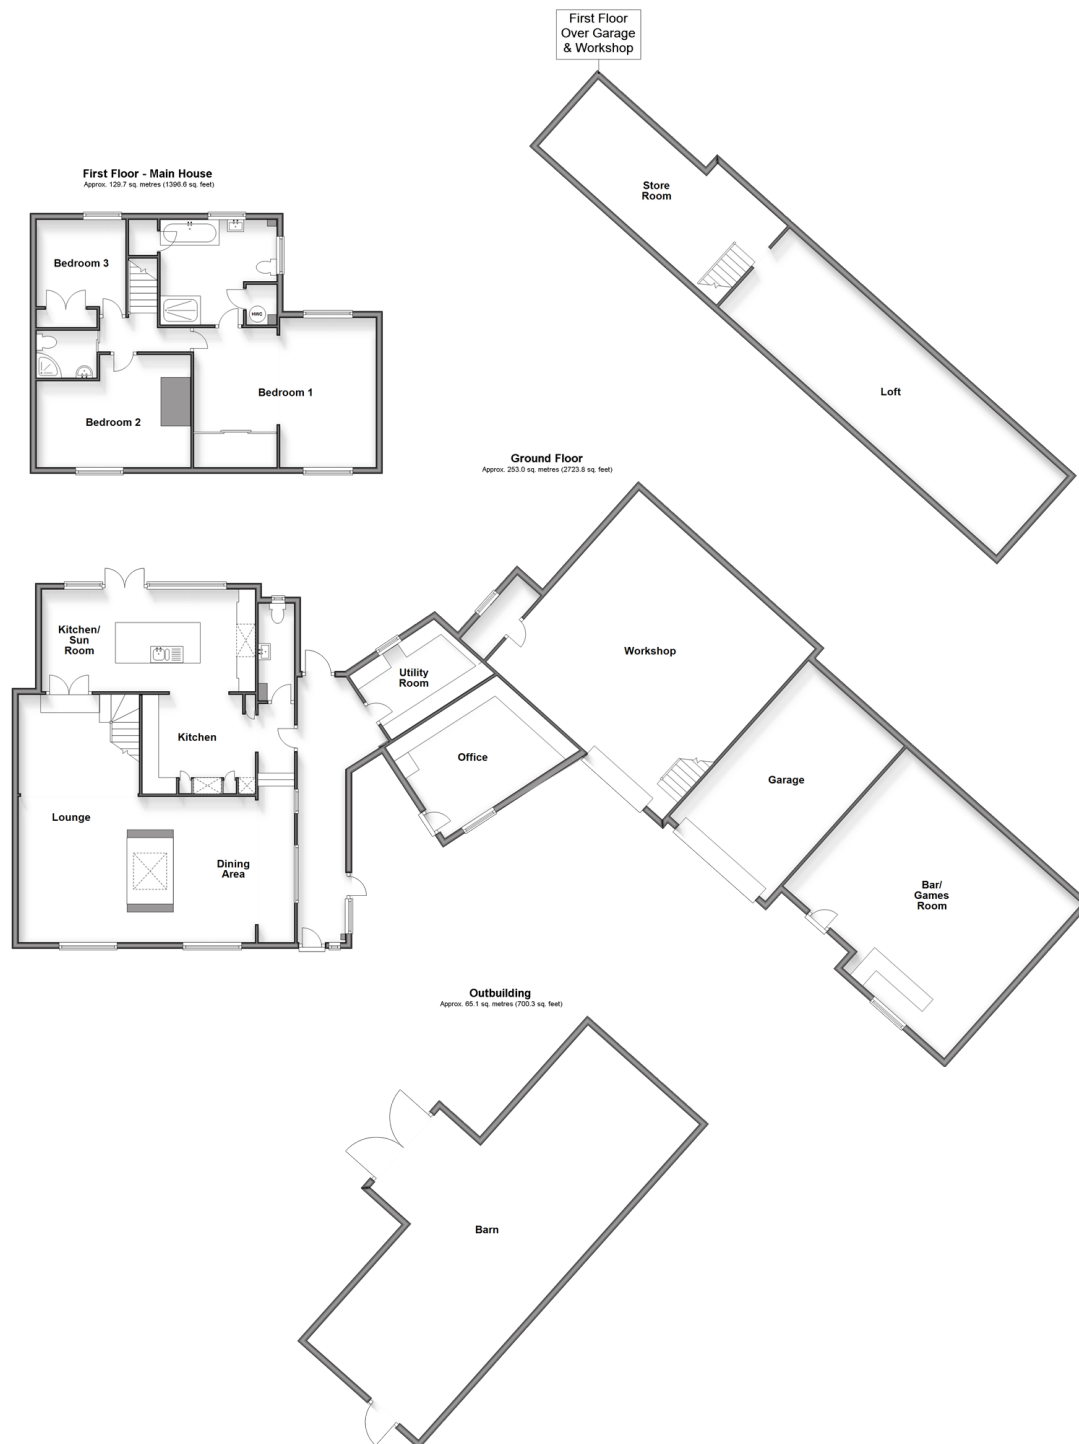 First Floor
Over Garage
& Workshop
Store
Room
Loft
First Floor - Main House
Approx. 129.7 sq. metres (1396.6 sq. feet)
Bedroom 3
HWC
Bedroom 1
Bedroom 2
Ground Floor
Approx. 253.0 sq. metres (2723.8 sq. feet)
Kitchen/
Sun
Room
Utility
Room
Workshop
Kitchen
Office
Garage
Lounge
Dining
Area
Bar/
Games
Room
Outbuilding
Approx. 65.1 sq. metres (700.3 sq. feet)
Barn